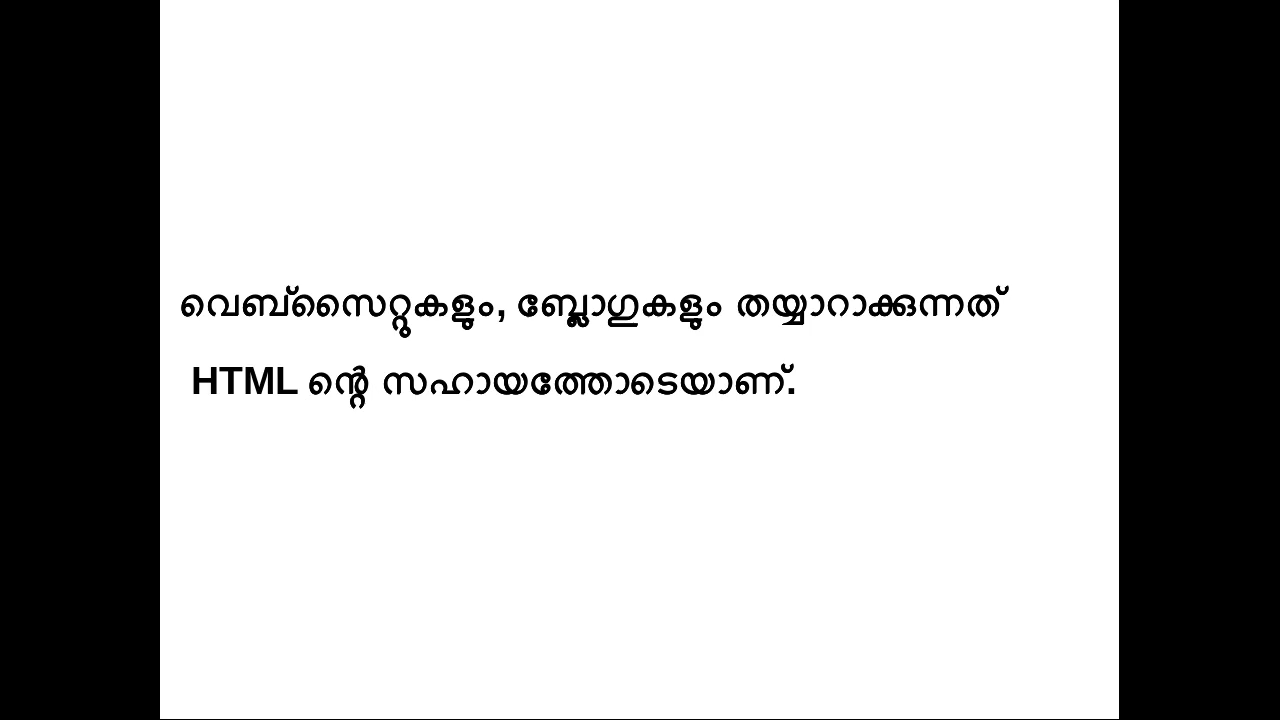 വെബ്സൈറ്റുകളും, ബ്ലോഗുകളും തയ്യാറാക്കുന്നത്
HTML ന്റെ സഹായത്തോടെയാണ്.